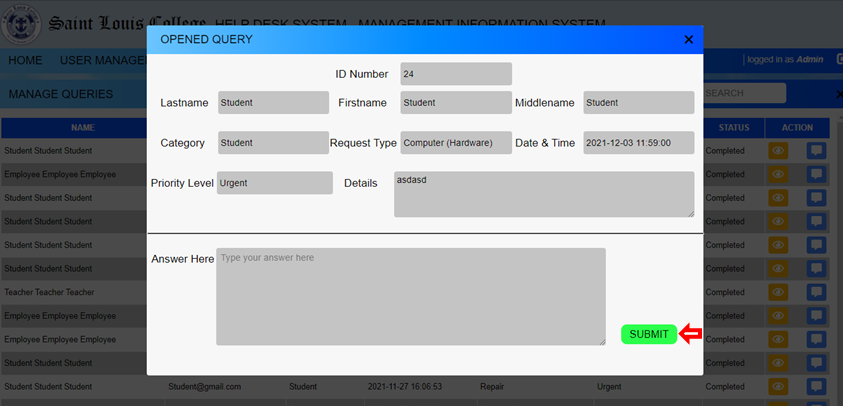 Saint Louis College HELP DESK SYSTEM - MANAGEMENT INFORMATION SYSTEM
HOME USER MANAGE logged in as Admin
OPENED QUERY
MANAGE QUERIES SEARCH
ID Number 24
Lastname Student Firstname Student Middlename Student
NAME STATUS ACTION
Category Student Request Type Computer (Hardware) Date & Time 2021-12-03 11:59:00
Student Student Student Completed
Employee Employee Employee Completed
Priority Level Urgent Details asdasd
Student Student Student Completed
Student Student Student Completed
Student Student Student Completed
Answer Here Type your answer here
Student Student Student Completed
Teacher Teacher Teacher Completed
Employee Employee Employee Completed
SUBMIT
Employee Employee Employee Completed
Student Student Student Completed
Student Student Student Student@gmail.com Student 2021-11-27 16:06:53 Repair Urgent Completed